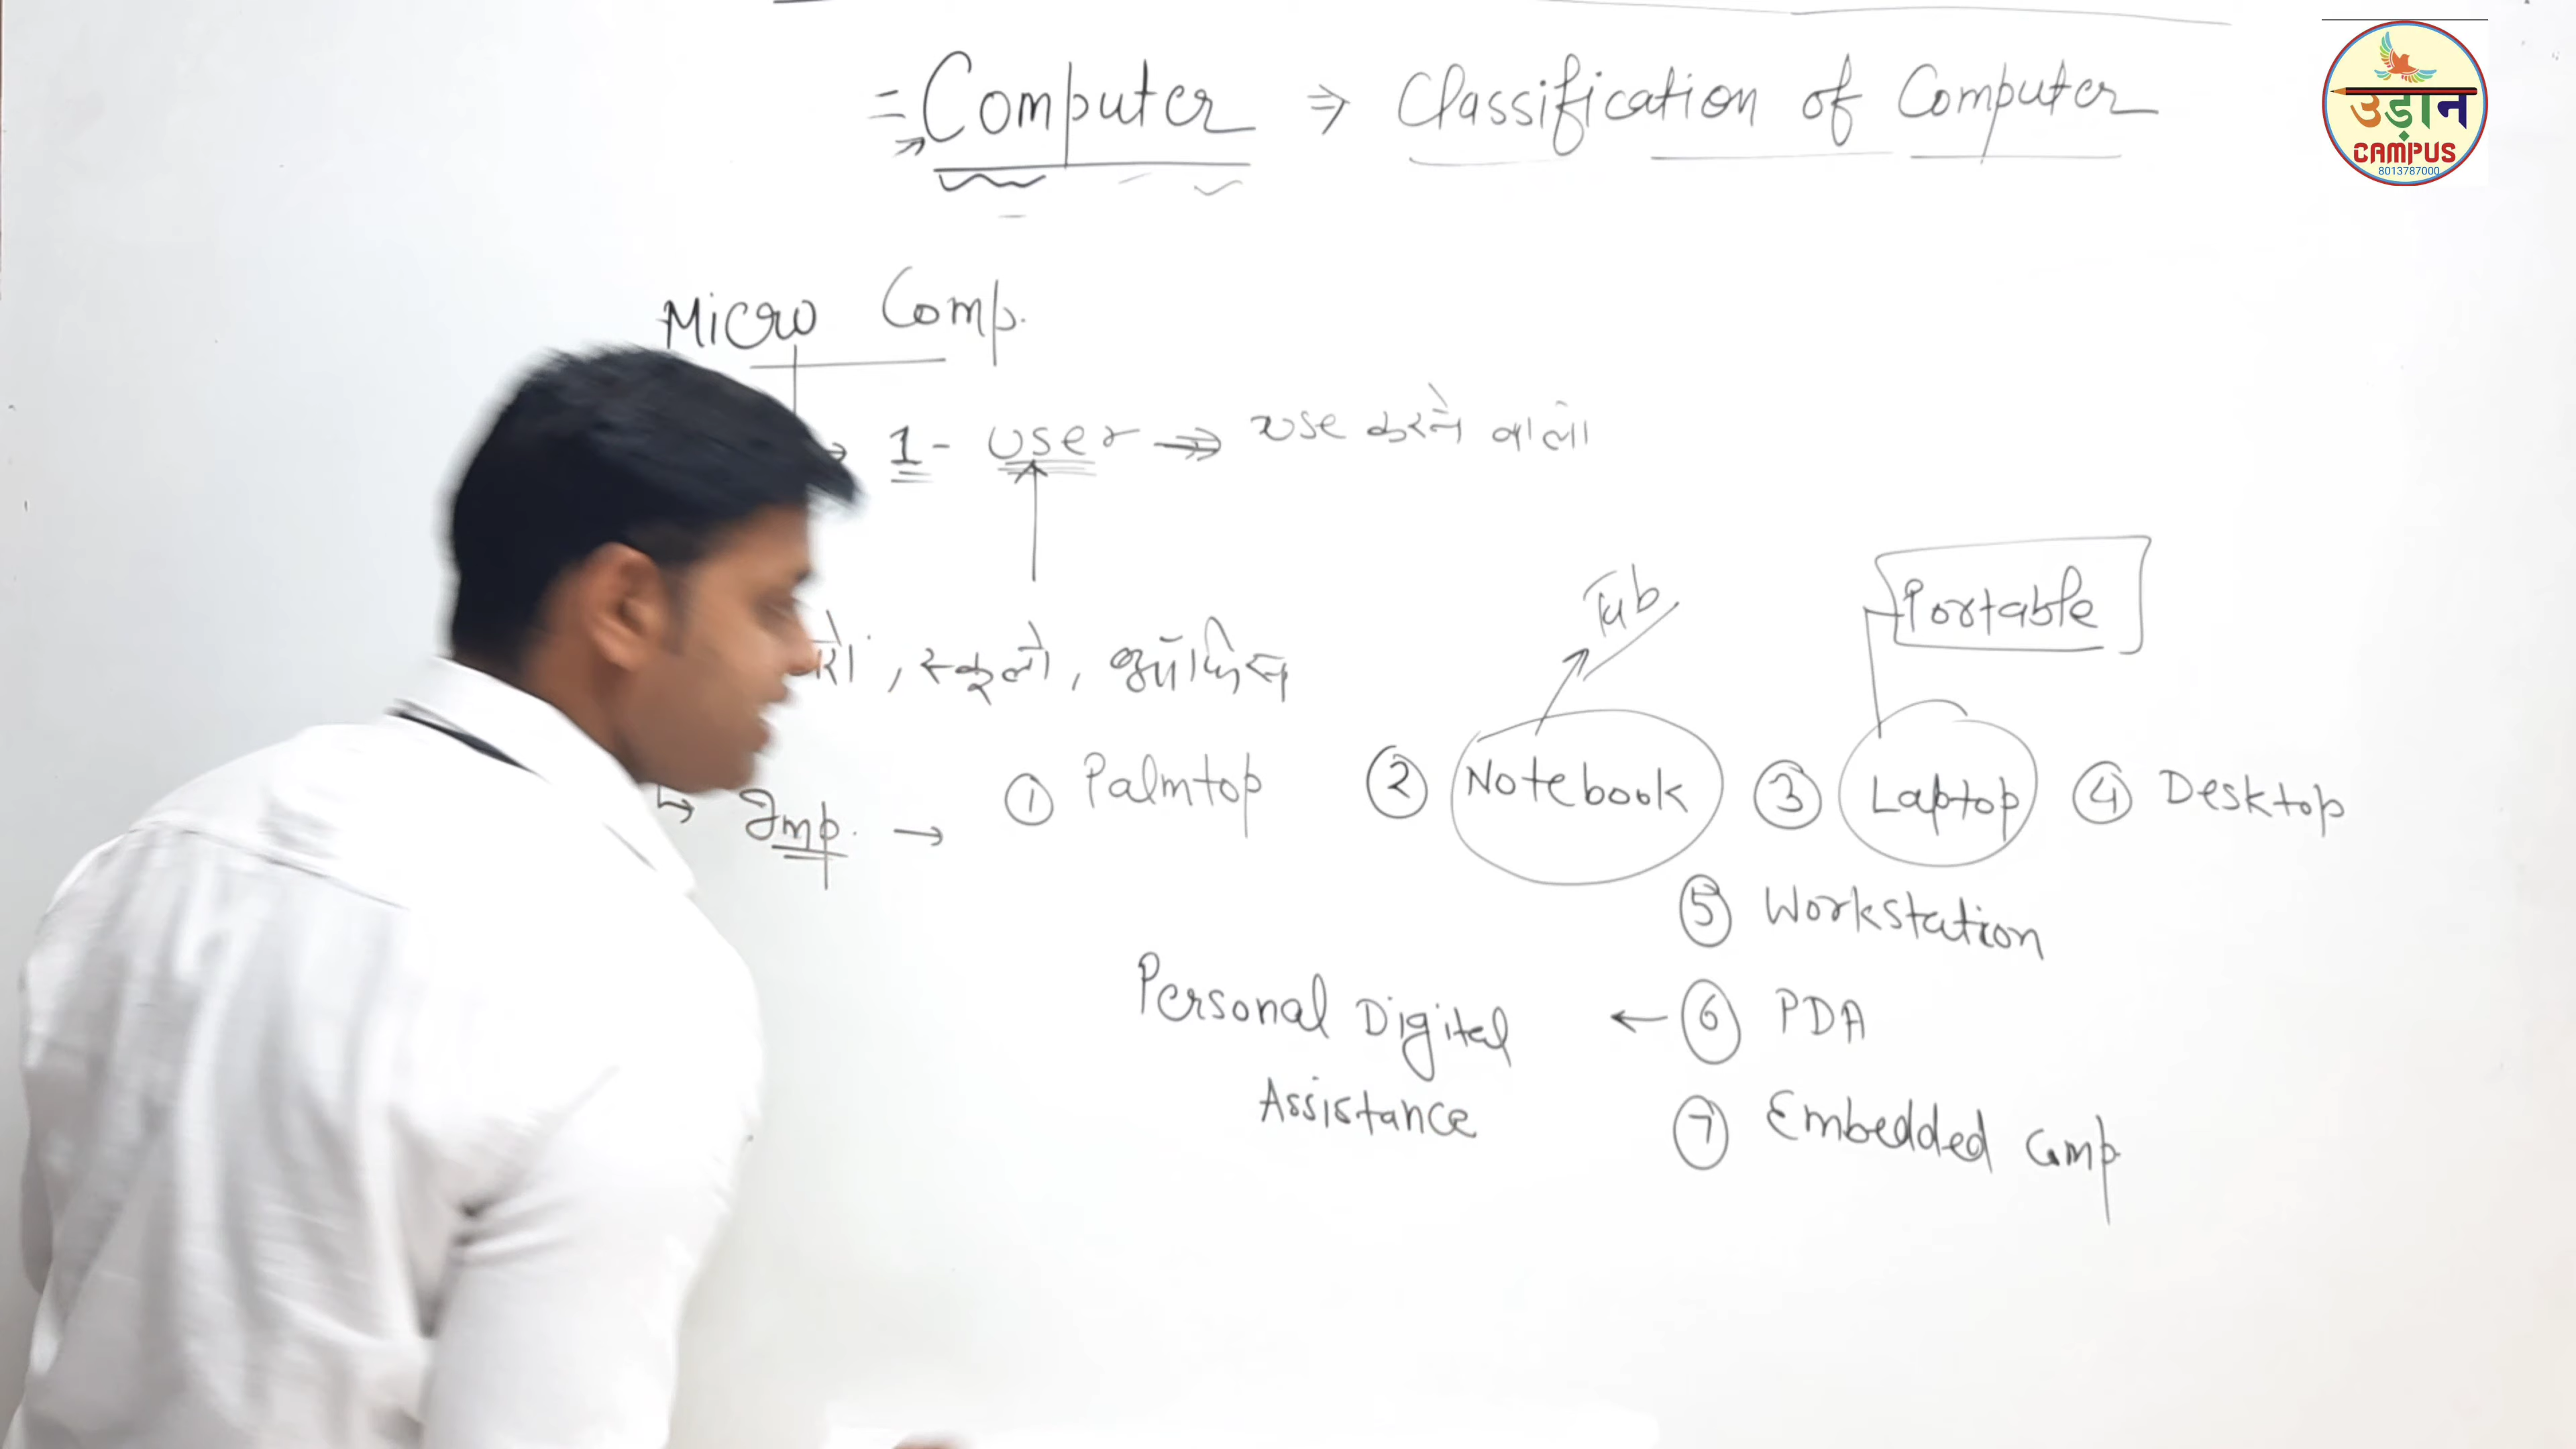 = Computer ⇒ Classification of Computer
उड़ान
CAMPUS
8013787000
Micro Comp.
1 - User → use करने वाला
, स्कूलों, ऑफिस
Tab
Portable
Imp. → ① Palmtop ② Notebook ③ Laptop ④ Desktop
⑤ Workstation
Personal Digital ← ⑥ PDA
Assistance
⑦ Embedded Comp.